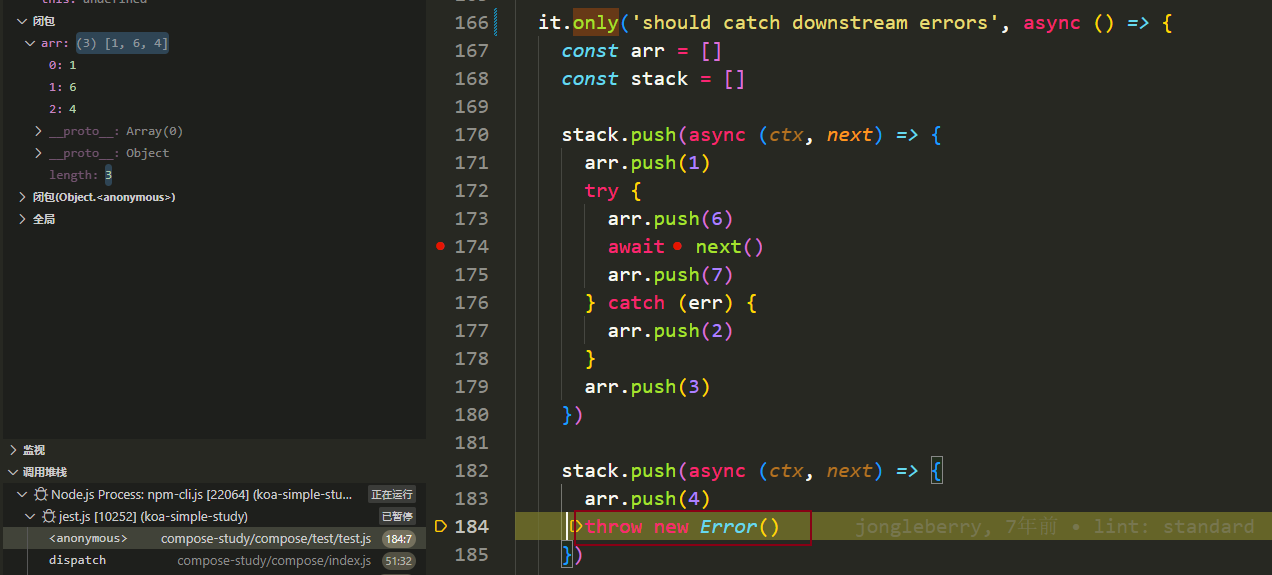 this: undefined
闭包
arr: (3) [1, 6, 4]
0: 1
1: 6
2: 4
__proto__: Array(0)
__proto__: Object
length: 3
闭包(Object.<anonymous>)
全局
监视
调用堆栈
Node.js Process: npm-cli.js [22064] (koa-simple-stu... 正在运行
jest.js [10252] (koa-simple-study) 已暂停
<anonymous> compose-study/compose/test/test.js 184:7
dispatch compose-study/compose/index.js 51:32
166 it.only('should catch downstream errors', async () => {
167 const arr = []
168 const stack = []
169
170 stack.push(async (ctx, next) => {
171 arr.push(1)
172 try {
173 arr.push(6)
174 await next()
175 arr.push(7)
176 } catch (err) {
177 arr.push(2)
178 }
179 arr.push(3)
180 })
181
182 stack.push(async (ctx, next) => {
183 arr.push(4)
184 throw new Error() jongleberry, 7年前 • lint: standard
185 })